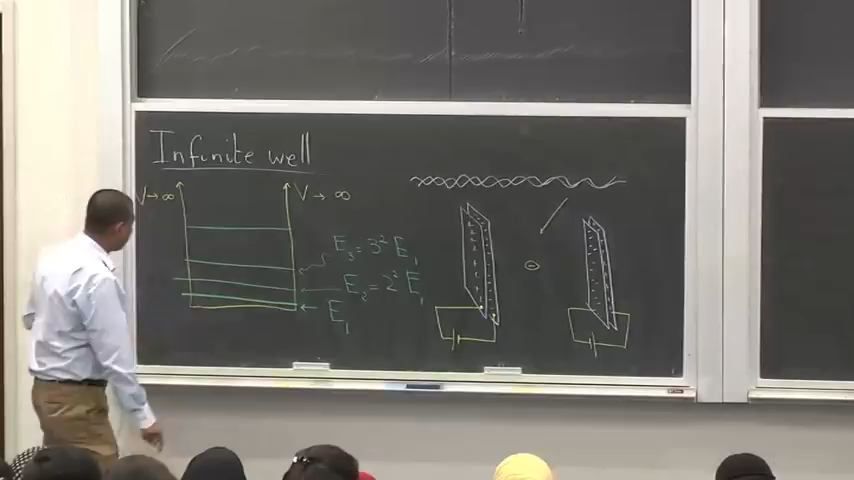 Infinite well
V→∞
V→∞
E₃ = 3² E₁
E₂ = 2² E₁
E₁